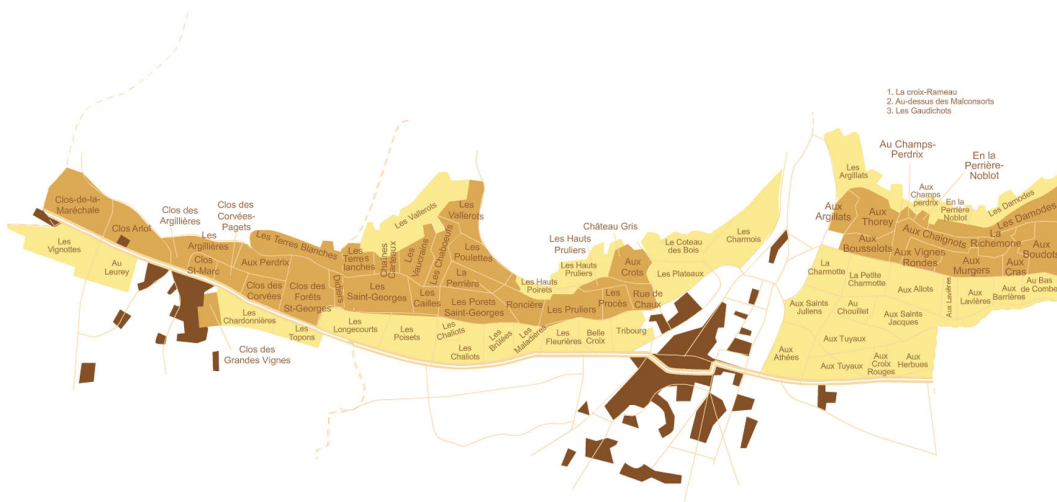 1. La croix-Rameau
2. Au-dessus des Malconsorts
3. Les Gaudichots
Au Champs-
Perdrix
En la
Perrière-
Noblot
Les
Argillats
Aux
Champs
perdrix
En la
Perrière
Noblot
Les Damodes
Les Damodes
Aux
Argillats
Aux
Thorey
Aux Chaignots
La
Richemone
Aux
Boudots
Aux
Bousselots
Aux Vignes
Rondes
Aux
Murgers
Aux
Cras
La
Charmotte
La Petite
Charmotte
Aux Allots
Aux Lavières
Aux
Lavières
Aux
Barrières
Au Bas
de Combe
Aux Saints
Juliens
Au
Chouillet
Aux Saints
Jacques
Aux
Athées
Aux Tuyaux
Aux Tuyaux
Aux
Croix
Rouges
Aux
Herbues
Clos-de-la-
Maréchale
Clos Arlot
Clos des
Argillières
Clos des
Corvées-
Pagets
Les
Argillières
Les Terres Blanches
Les
Vignottes
Au
Leurey
Clos
St-Marc
Aux Perdrix
Clos des
Corvées
Clos des
Forêts
St-Georges
Didiers
Les
Terres
lanches
Chaines
Carteaux
Les Vallerots
Les
Vallerots
Les
Vaucrains
Les Chaboeufs
Les
Poulettes
La
Perrière
Les
Saint-Georges
Les
Cailles
Les Porets
Saint-Georges
Les Hauts
Poirets
Roncière
Les Hauts
Pruliers
Les Hauts
Pruliers
Château Gris
Aux
Crots
Les Pruliers
Les
Procès
Rue de
Chaux
Le Coteau
des Bois
Les
Charmois
Les Plateaux
Les
Chardonnières
Les
Topons
Les
Longecourts
Les
Poisets
Les
Chaliots
Les
Chaliots
Les
Brûlées
Les
Maladières
Les
Fleurières
Belle
Croix
Tribourg
Clos des
Grandes Vignes